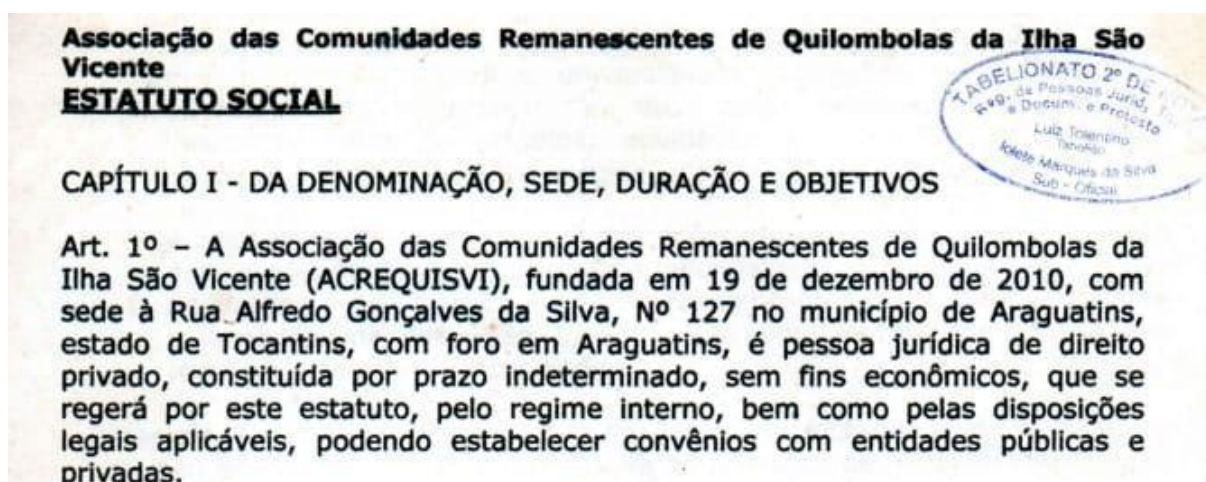 Associação das Comunidades Remanescentes de Quilombolas da Ilha São
Vicente
ESTATUTO SOCIAL
TABELIONATO 2º DE
Reg. de Pessoas Juríd,
e Docum. e Protesto
Luiz Tolentino
Tabelião
Iolete Marques da Silva
Sub - Oficial
CAPÍTULO I - DA DENOMINAÇÃO, SEDE, DURAÇÃO E OBJETIVOS
Art. 1º – A Associação das Comunidades Remanescentes de Quilombolas da
Ilha São Vicente (ACREQUISVI), fundada em 19 de dezembro de 2010, com
sede à Rua Alfredo Gonçalves da Silva, Nº 127 no município de Araguatins,
estado de Tocantins, com foro em Araguatins, é pessoa jurídica de direito
privado, constituída por prazo indeterminado, sem fins econômicos, que se
regerá por este estatuto, pelo regime interno, bem como pelas disposições
legais aplicáveis, podendo estabelecer convênios com entidades públicas e
privadas.